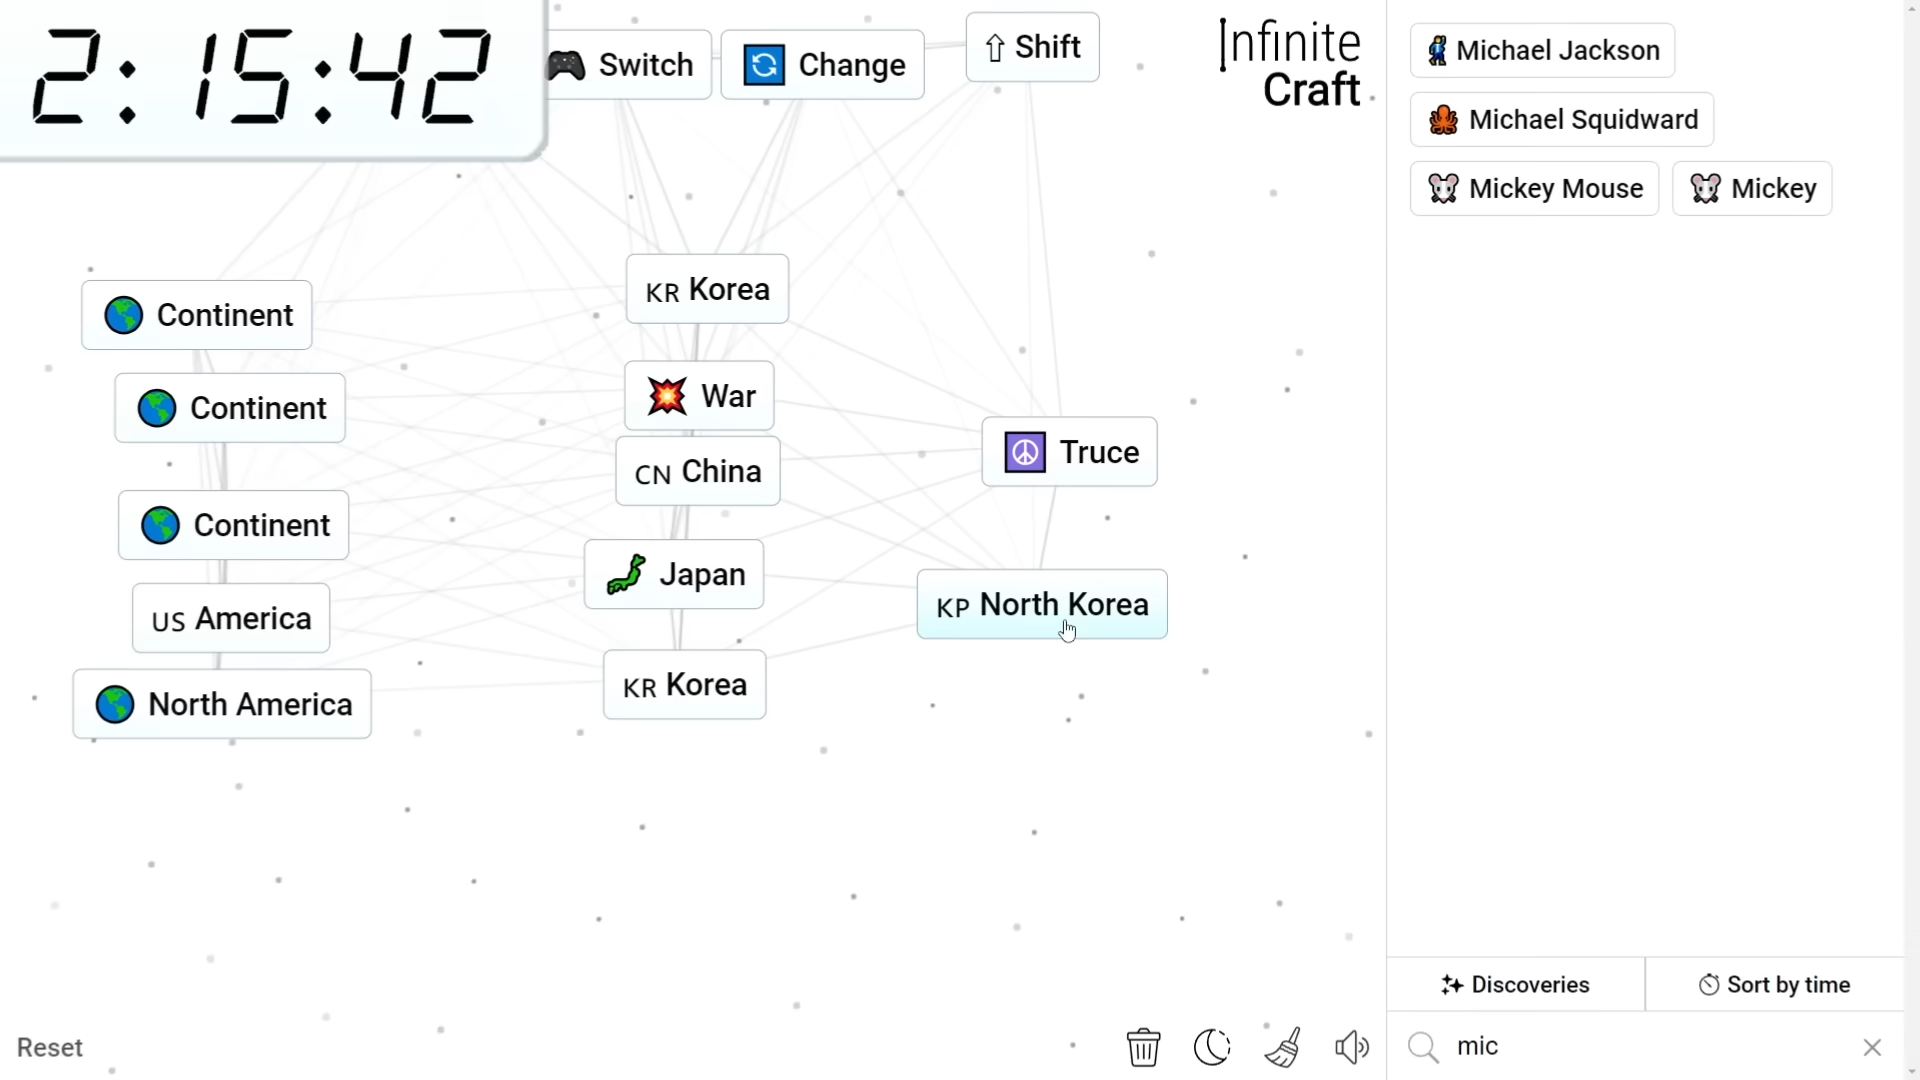 2:15:42
Switch
Change
⇧ Shift
Infinite
Craft
Michael Jackson
Michael Squidward
Mickey Mouse
Mickey
Continent
KR Korea
Continent
War
CN China
Truce
Continent
Japan
US America
KP North Korea
North America
KR Korea
Discoveries
Sort by time
Reset
mic